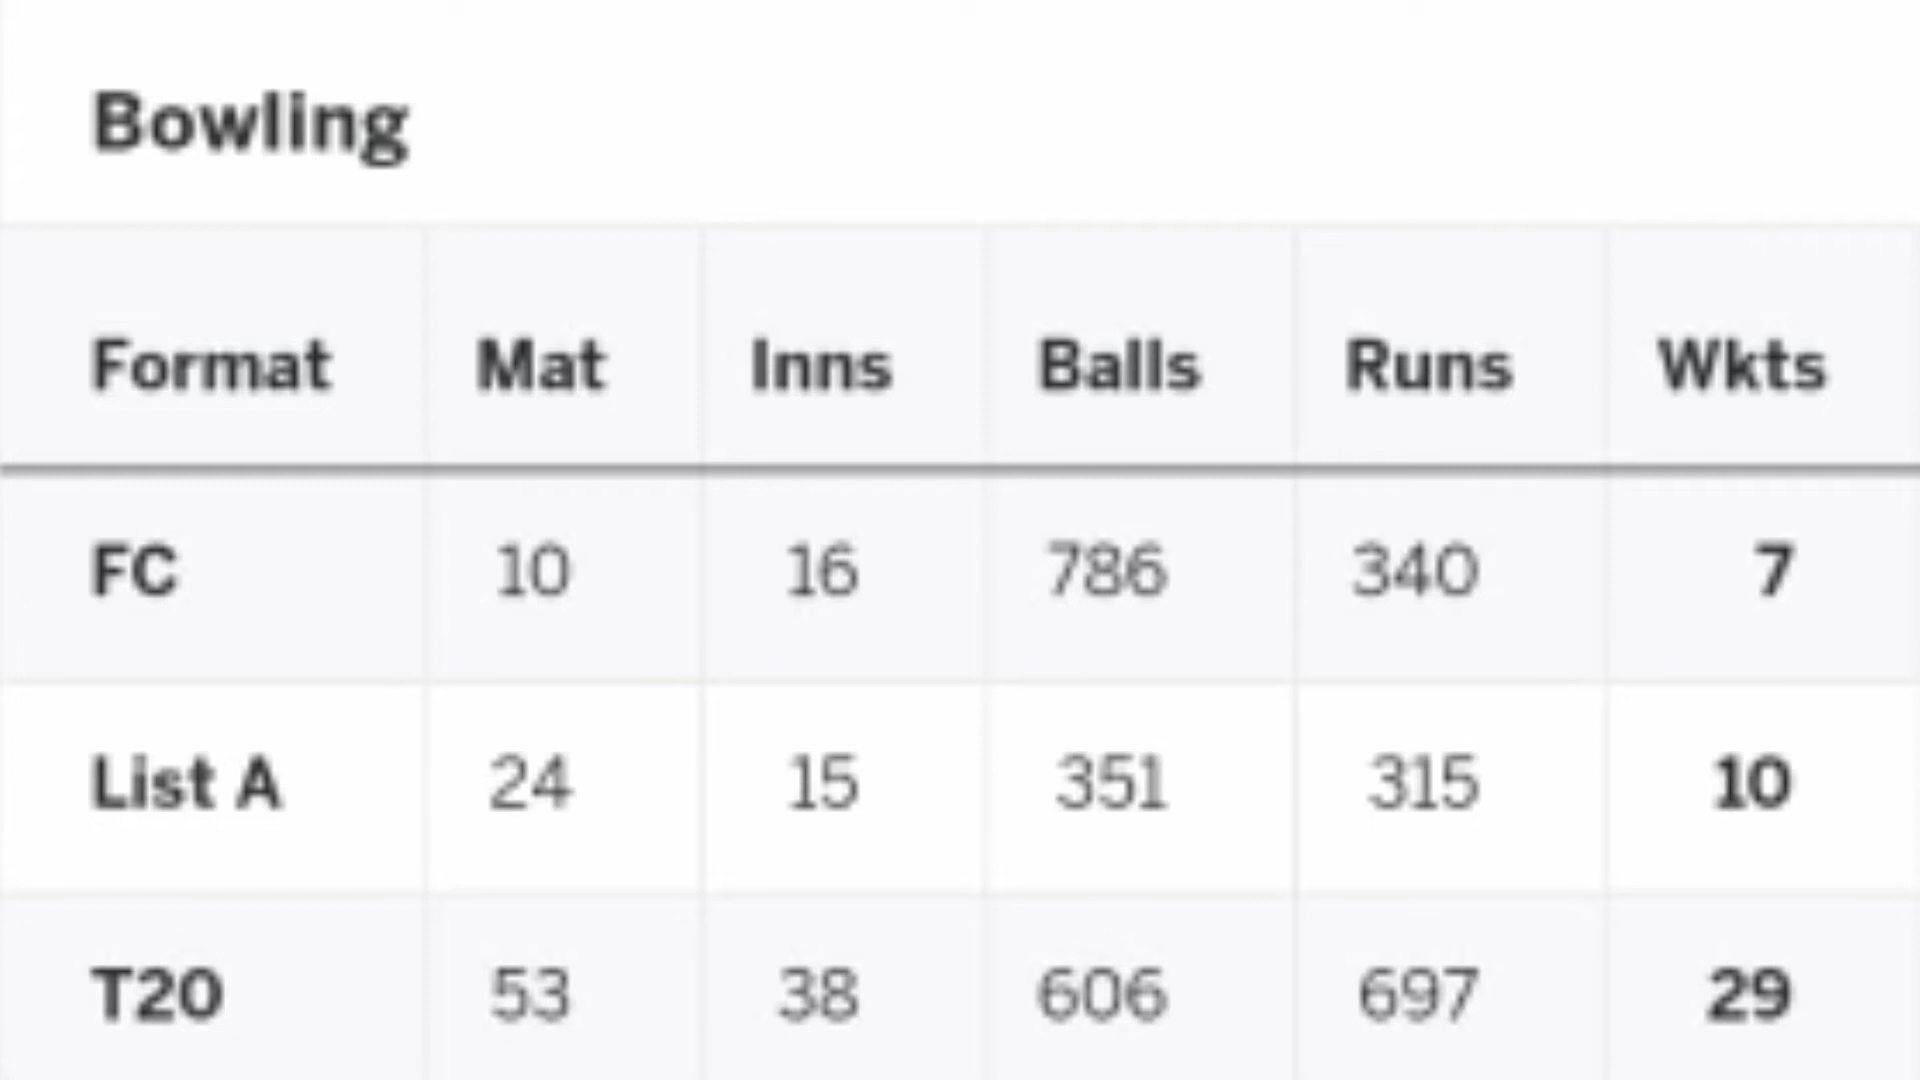 Bowling
Format Mat Inns Balls Runs Wkts
FC 10 16 786 340 7
List A 24 15 351 315 10
T20 53 38 606 697 29